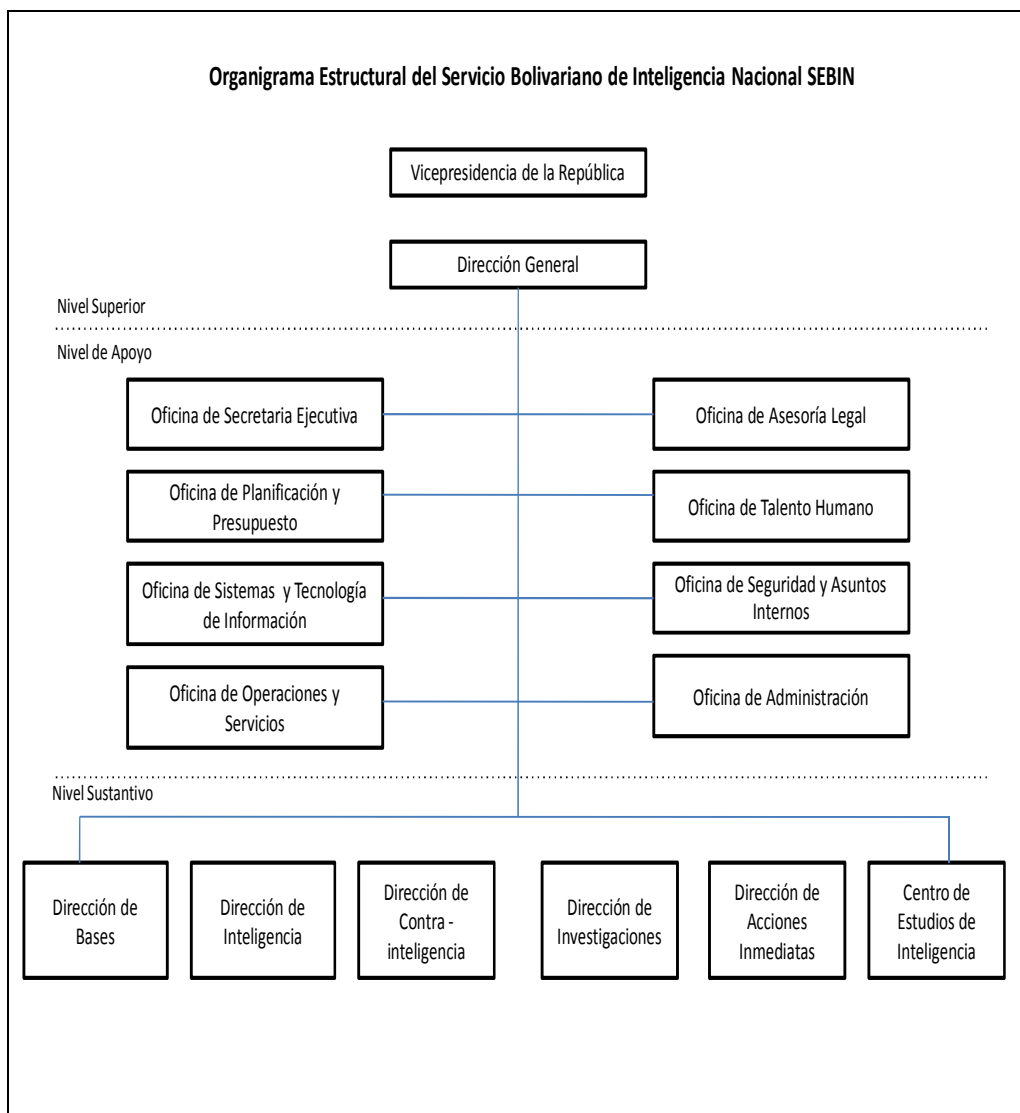 Organigrama Estructural del Servicio Bolivariano de Inteligencia Nacional SEBIN
Vicepresidencia de la República
Dirección General
Nivel Superior
Nivel de Apoyo
Oficina de Secretaria Ejecutiva
Oficina de Asesoría Legal
Oficina de Planificación y
Presupuesto
Oficina de Talento Humano
Oficina de Sistemas y Tecnología
de Información
Oficina de Seguridad y Asuntos
Internos
Oficina de Operaciones y
Servicios
Oficina de Administración
Nivel Sustantivo
Dirección de
Bases
Dirección de
Inteligencia
Dirección de
Contra -
inteligencia
Dirección de
Investigaciones
Dirección de
Acciones
Inmediatas
Centro de
Estudios de
Inteligencia